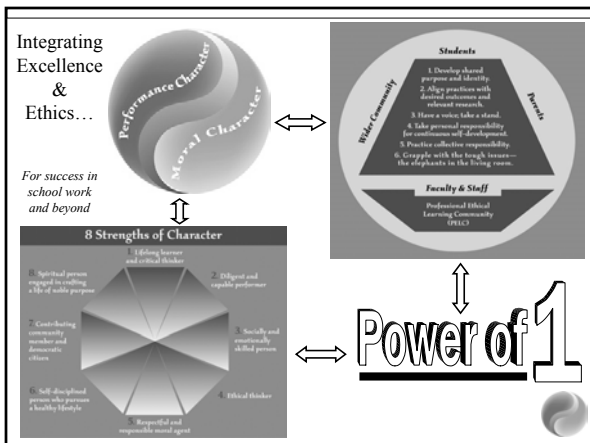 Integrating
Excellence
&
Ethics…
For success in
school work
and beyond
Performance Character
Moral Character
Students
Wider Community
Parents
1. Develop shared
purpose and identity.
2. Align practices with
desired outcomes and
relevant research.
3. Have a voice; take a stand.
4. Take personal responsibility
for continuous self-development.
5. Practice collective responsibility.
6. Grapple with the tough issues—
the elephants in the living room.
Faculty & Staff
Professional Ethical
Learning Community
(PELC)
8 Strengths of Character
1. Lifelong learner
and critical thinker
2. Diligent and
capable performer
3. Socially and
emotionally
skilled person
4. Ethical thinker
5. Respectful and
responsible moral agent
6. Self-disciplined
person who pursues
a healthy lifestyle
7. Contributing
community
member and
democratic
citizen
8. Spiritual person
engaged in crafting
a life of noble purpose
Power of 1